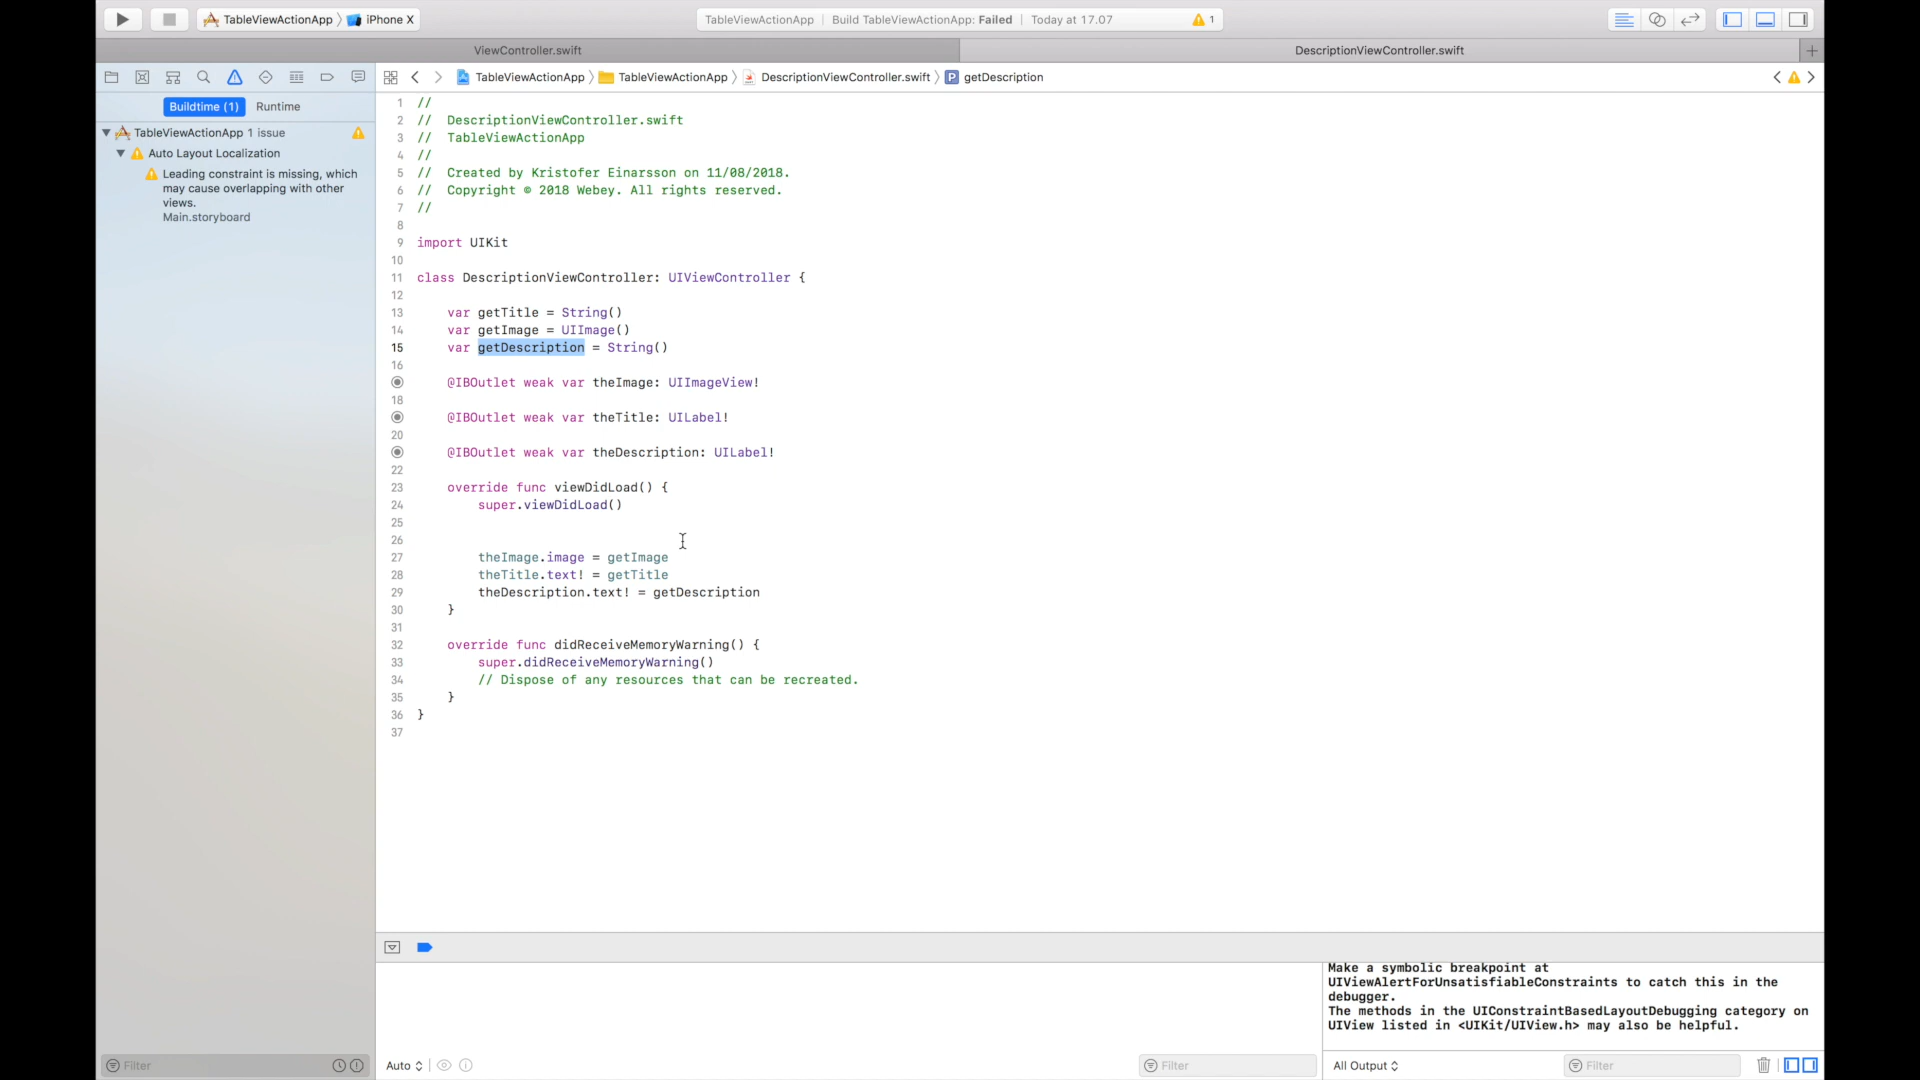 TableViewActionApp 〉 iPhone X
TableViewActionApp | Build TableViewActionApp: Failed | Today at 17.07
1
ViewController.swift
DescriptionViewController.swift
TableViewActionApp 〉 TableViewActionApp 〉 DescriptionViewController.swift 〉 P getDescription
Buildtime (1)
Runtime
TableViewActionApp 1 issue
Auto Layout Localization
Leading constraint is missing, which
may cause overlapping with other
views.
Main.storyboard
1 //
2 //  DescriptionViewController.swift
3 //  TableViewActionApp
4 //
5 //  Created by Kristofer Einarsson on 11/08/2018.
6 //  Copyright © 2018 Webey. All rights reserved.
7 //
8
9 import UIKit
10
11 class DescriptionViewController: UIViewController {
12
13     var getTitle = String()
14     var getImage = UIImage()
15     var getDescription = String()
16
@IBOutlet weak var theImage: UIImageView!
18
@IBOutlet weak var theTitle: UILabel!
20
@IBOutlet weak var theDescription: UILabel!
22
23     override func viewDidLoad() {
24         super.viewDidLoad()
25
26
27         theImage.image = getImage
28         theTitle.text! = getTitle
29         theDescription.text! = getDescription
30     }
31
32     override func didReceiveMemoryWarning() {
33         super.didReceiveMemoryWarning()
34         // Dispose of any resources that can be recreated.
35     }
36 }
37
Make a symbolic breakpoint at
UIViewAlertForUnsatisfiableConstraints to catch this in the
debugger.
The methods in the UIConstraintBasedLayoutDebugging category on
UIView listed in <UIKit/UIView.h> may also be helpful.
Filter
Auto
Filter
All Output
Filter